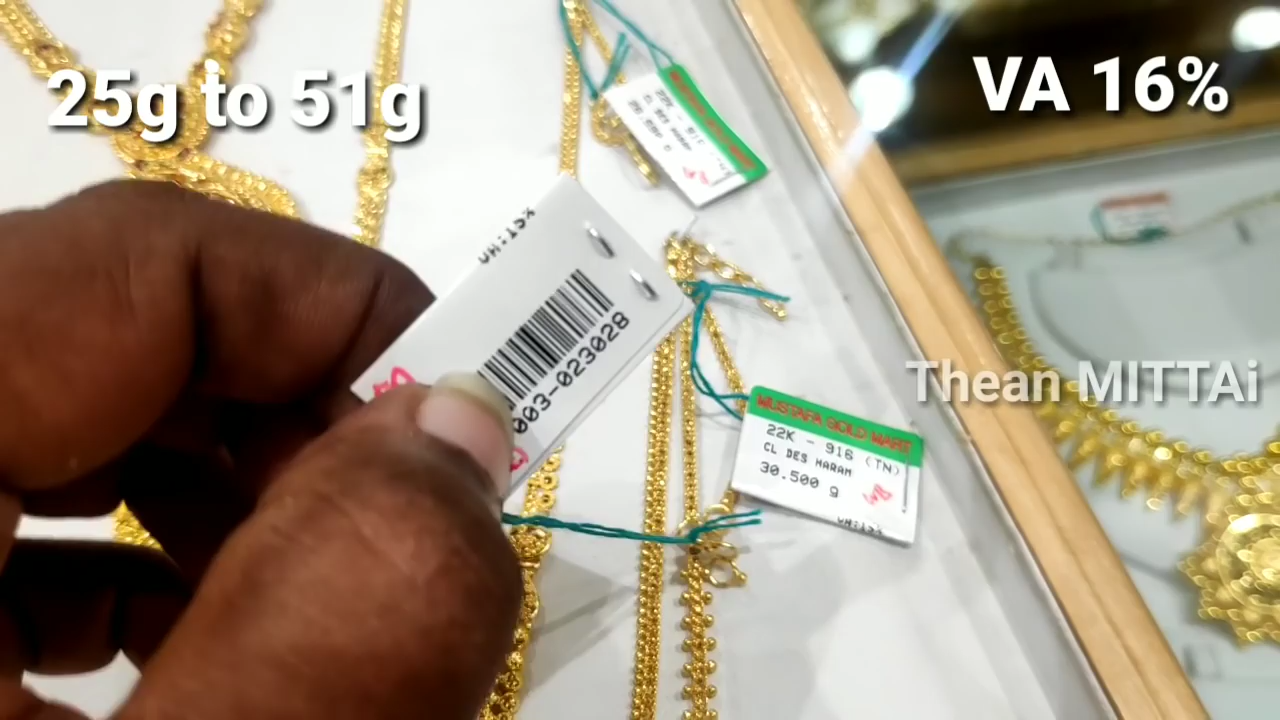 25g to 51g
VA 16%
Thean MITTAi
003-023028
MUSTAFA GOLD MART
22K - 916 (TN)
CL DES HARAM
30.500 g